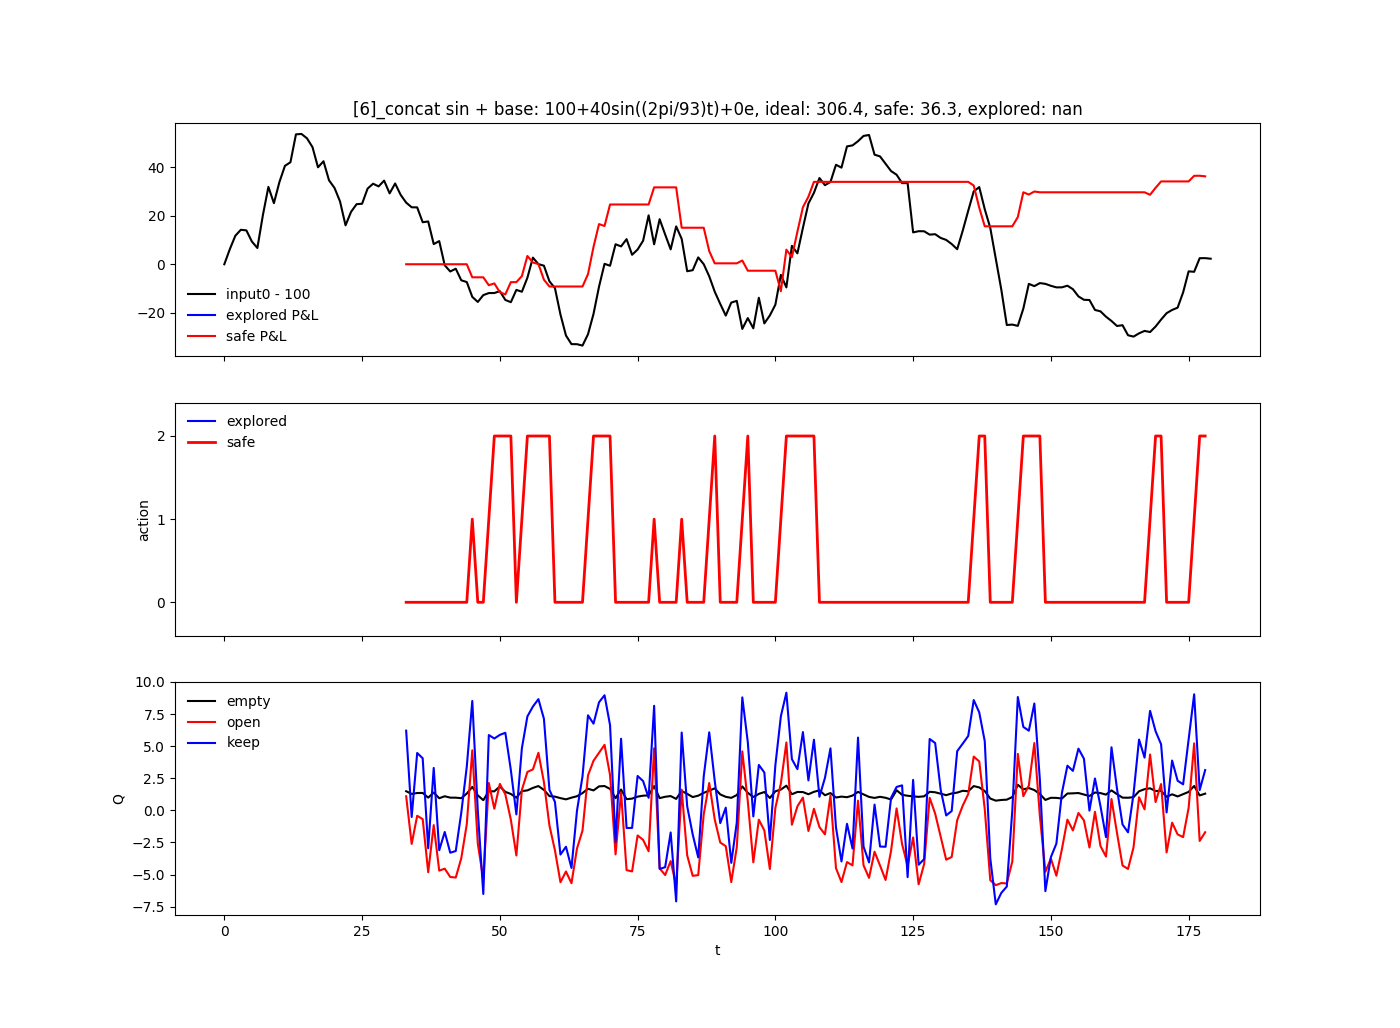 [6]_concat sin + base: 100+40sin((2pi/93)t)+0e, ideal: 306.4, safe: 36.3, explored: nan
40
20
0
−20
input0 - 100
explored P&L
safe P&L
2
1
0
action
explored
safe
10.0
7.5
5.0
2.5
0.0
−2.5
−5.0
−7.5
Q
empty
open
keep
0 25 50 75 100 125 150 175
t